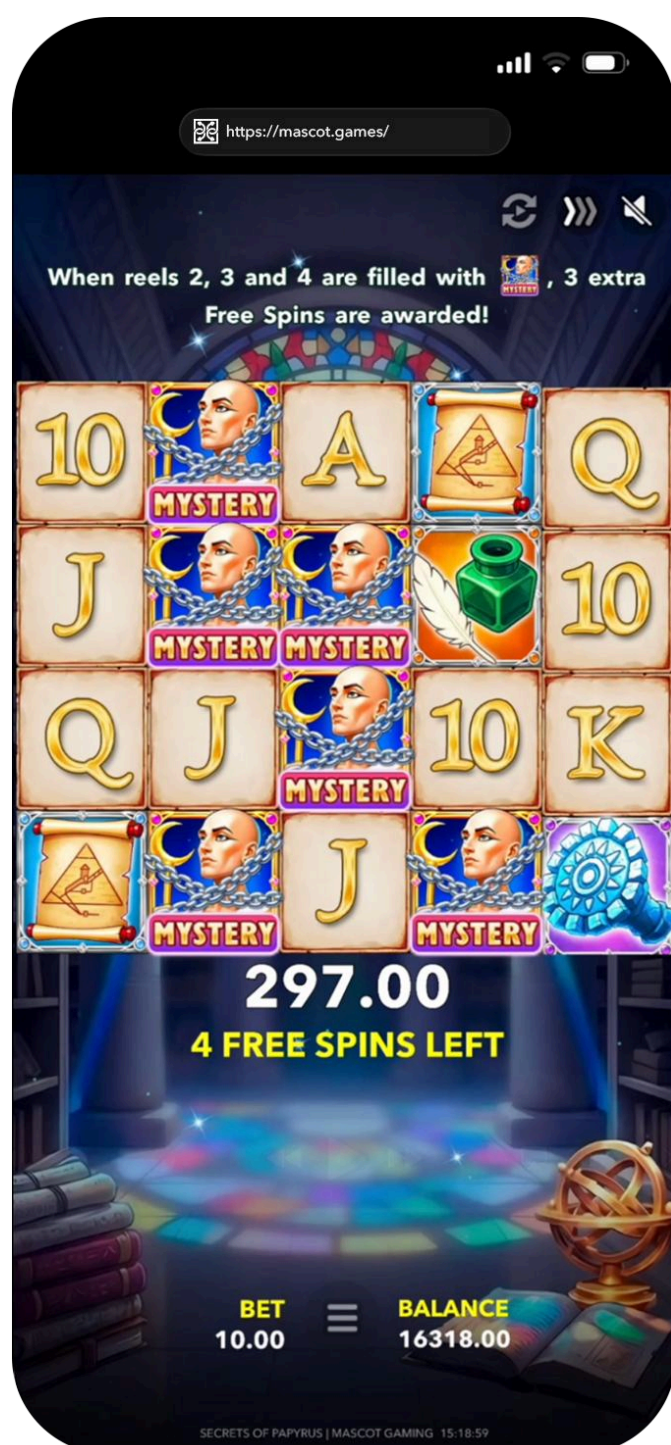 https://mascot.games/
When reels 2, 3 and 4 are filled with MYSTERY , 3 extra
Free Spins are awarded!
10 MYSTERY A Q
J MYSTERY MYSTERY 10
Q J MYSTERY 10 K
MYSTERY J MYSTERY
297.00
4 FREE SPINS LEFT
BET BALANCE
10.00 16318.00
SECRETS OF PAPYRUS | MASCOT GAMING 15:18:59